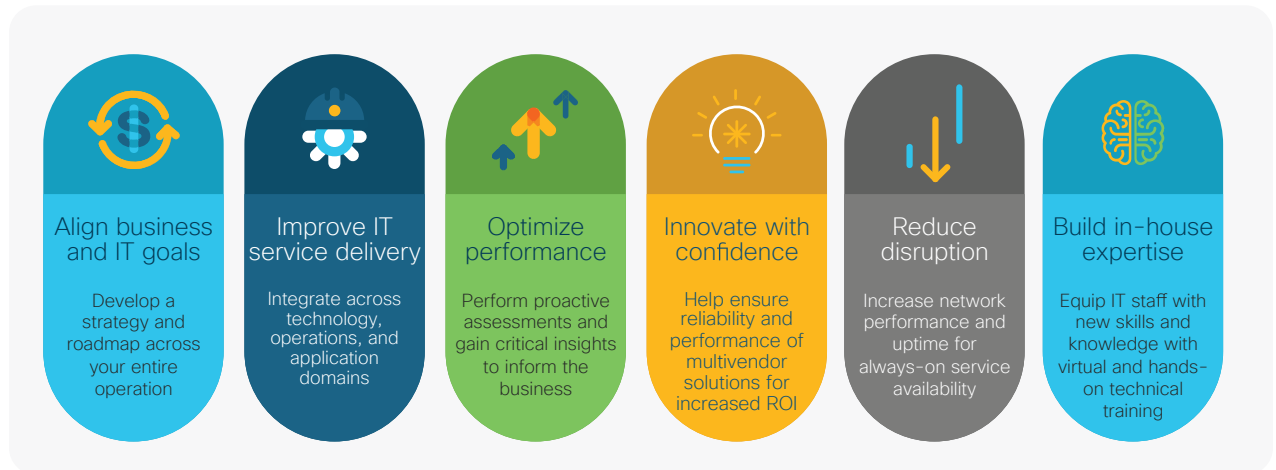 Align business
and IT goals
Develop a
strategy and
roadmap across
your entire
operation
Improve IT
service delivery
Integrate across
technology,
operations, and
application
domains
Optimize
performance
Perform proactive
assessments and
gain critical insights
to inform the
business
Innovate with
confidence
Help ensure
reliability and
performance of
multivendor
solutions for
increased ROI
Reduce
disruption
Increase network
performance and
uptime for
always-on service
availability
Build in-house
expertise
Equip IT staff with
new skills and
knowledge with
virtual and hands-
on technical
training